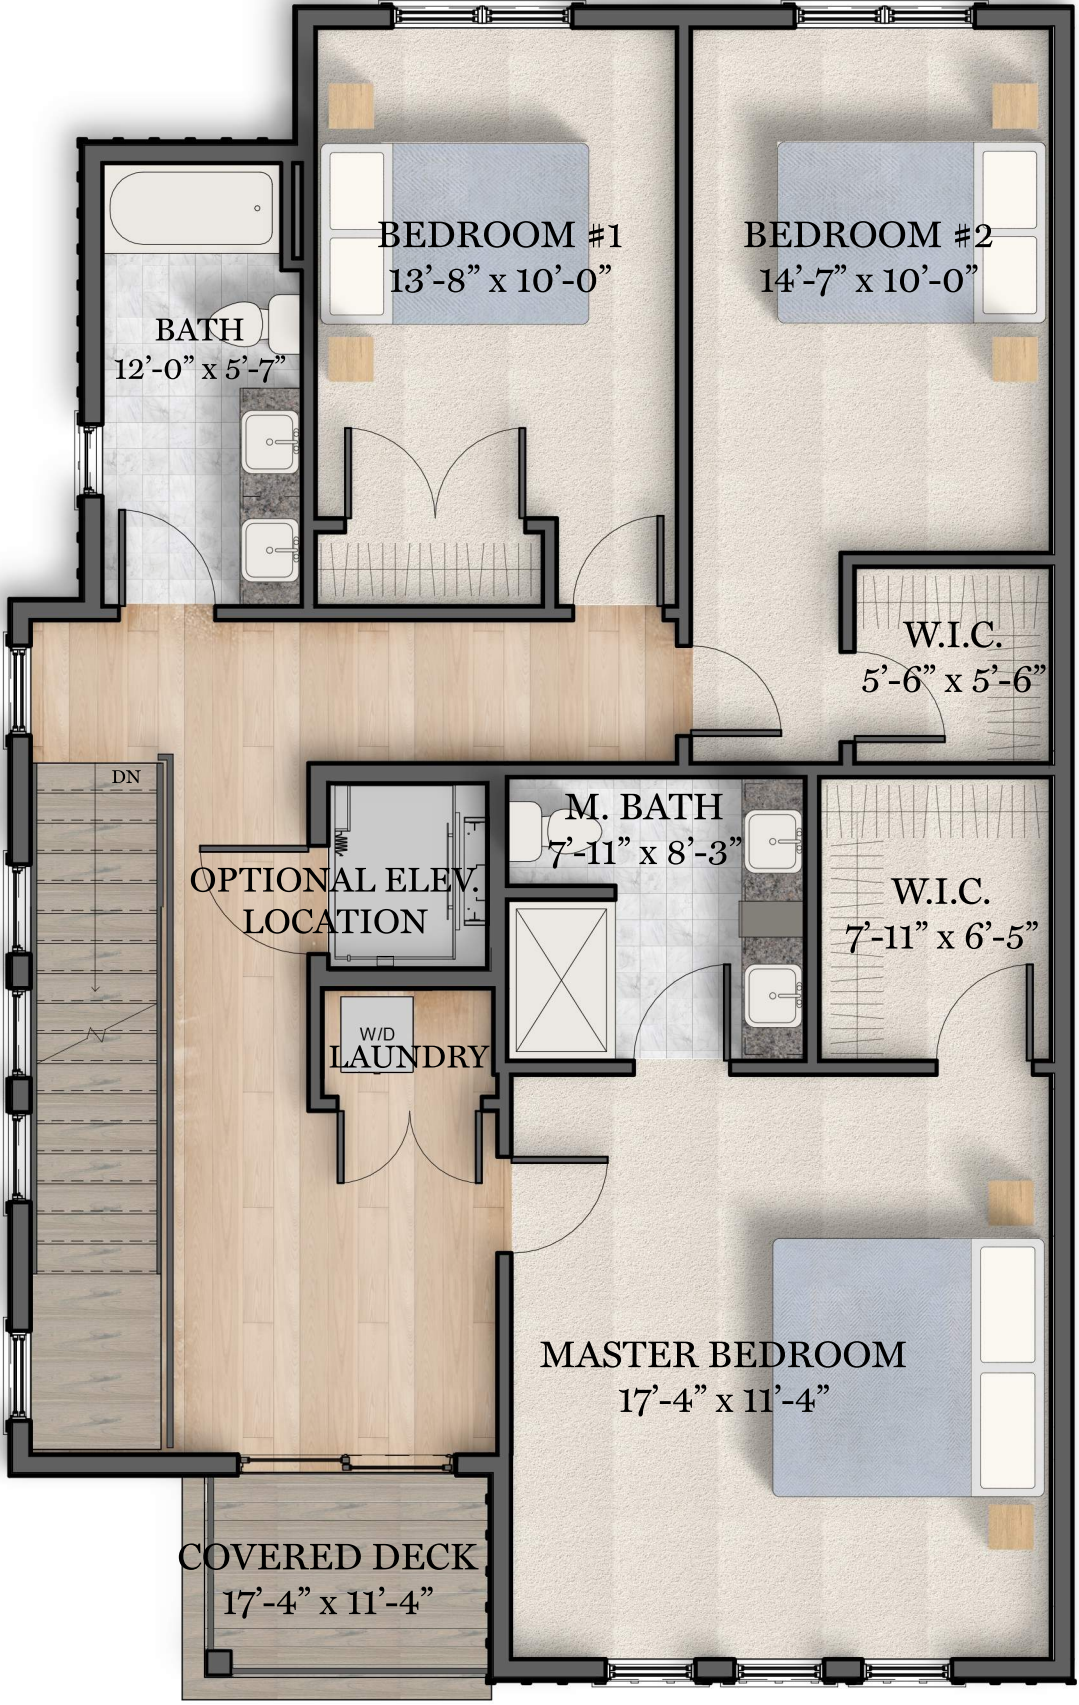 BEDROOM #1
13’-8” x 10’-0”
BEDROOM #2
14’-7” x 10’-0”
BATH
12’-0” x 5’-7”
W.I.C.
5’-6” x 5’-6”
DN
M. BATH
7’-11” x 8’-3”
OPTIONAL ELEV.
LOCATION
W.I.C.
7’-11” x 6’-5”
W/D
LAUNDRY
MASTER BEDROOM
17’-4” x 11’-4”
COVERED DECK
17’-4” x 11’-4”